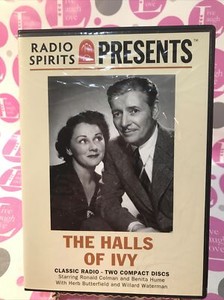 RADIO
SPIRITS
PRESENTS™
THE HALLS
OF IVY
CLASSIC RADIO - TWO COMPACT DISCS
Starring Ronald Colman and Benita Hume
With Herb Butterfield and Willard Waterman